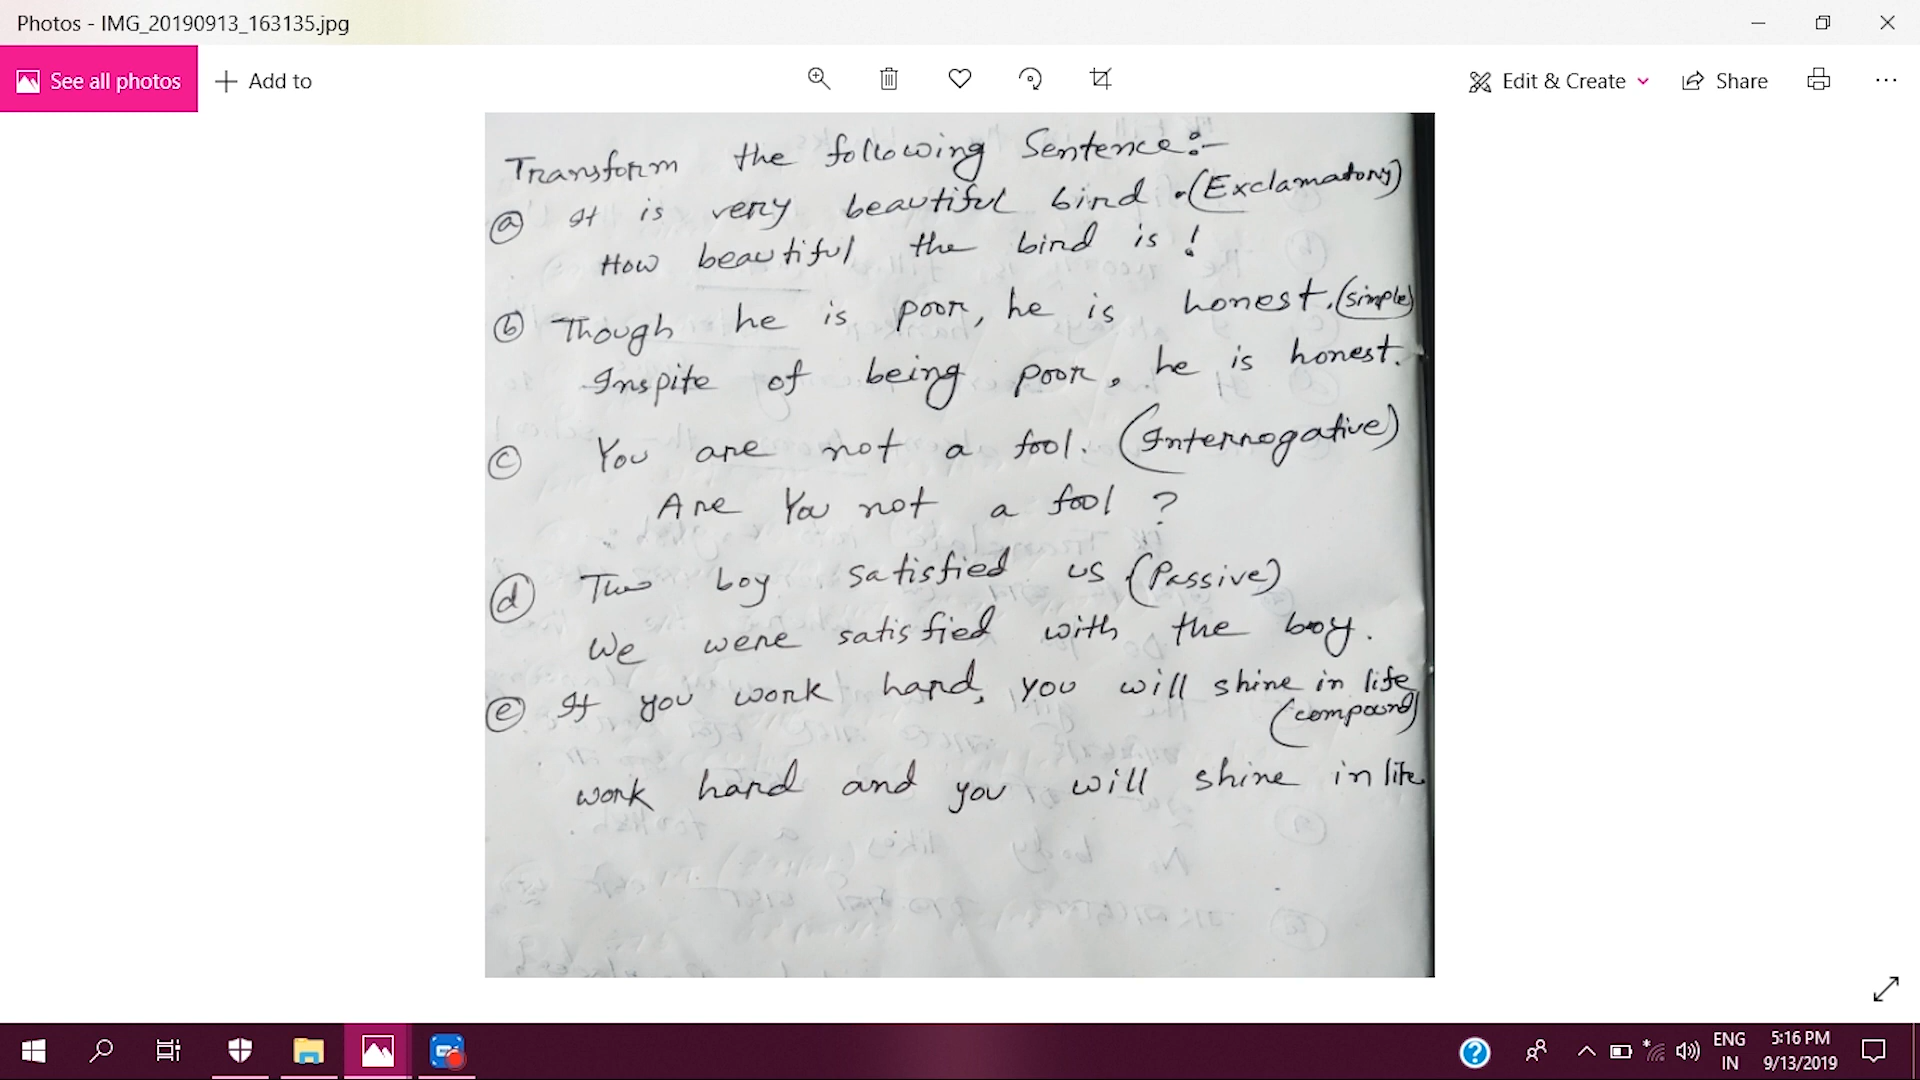 Photos - IMG_20190913_163135.jpg
See all photos
Add to
Edit & Create
Share
Transform the following Sentence:-
(a) It is very beautiful bird. (Exclamatory)
How beautiful the bird is !
(b) Though he is poor, he is honest. (simple)
Inspite of being poor, he is honest.
(c) You are not a fool. (Interrogative)
Are You not a fool ?
(d) The boy satisfied us (Passive)
We were satisfied with the boy.
(e) If you work hard, you will shine in life
(compound)
work hard and you will shine in life
ENG
IN
5:16 PM
9/13/2019